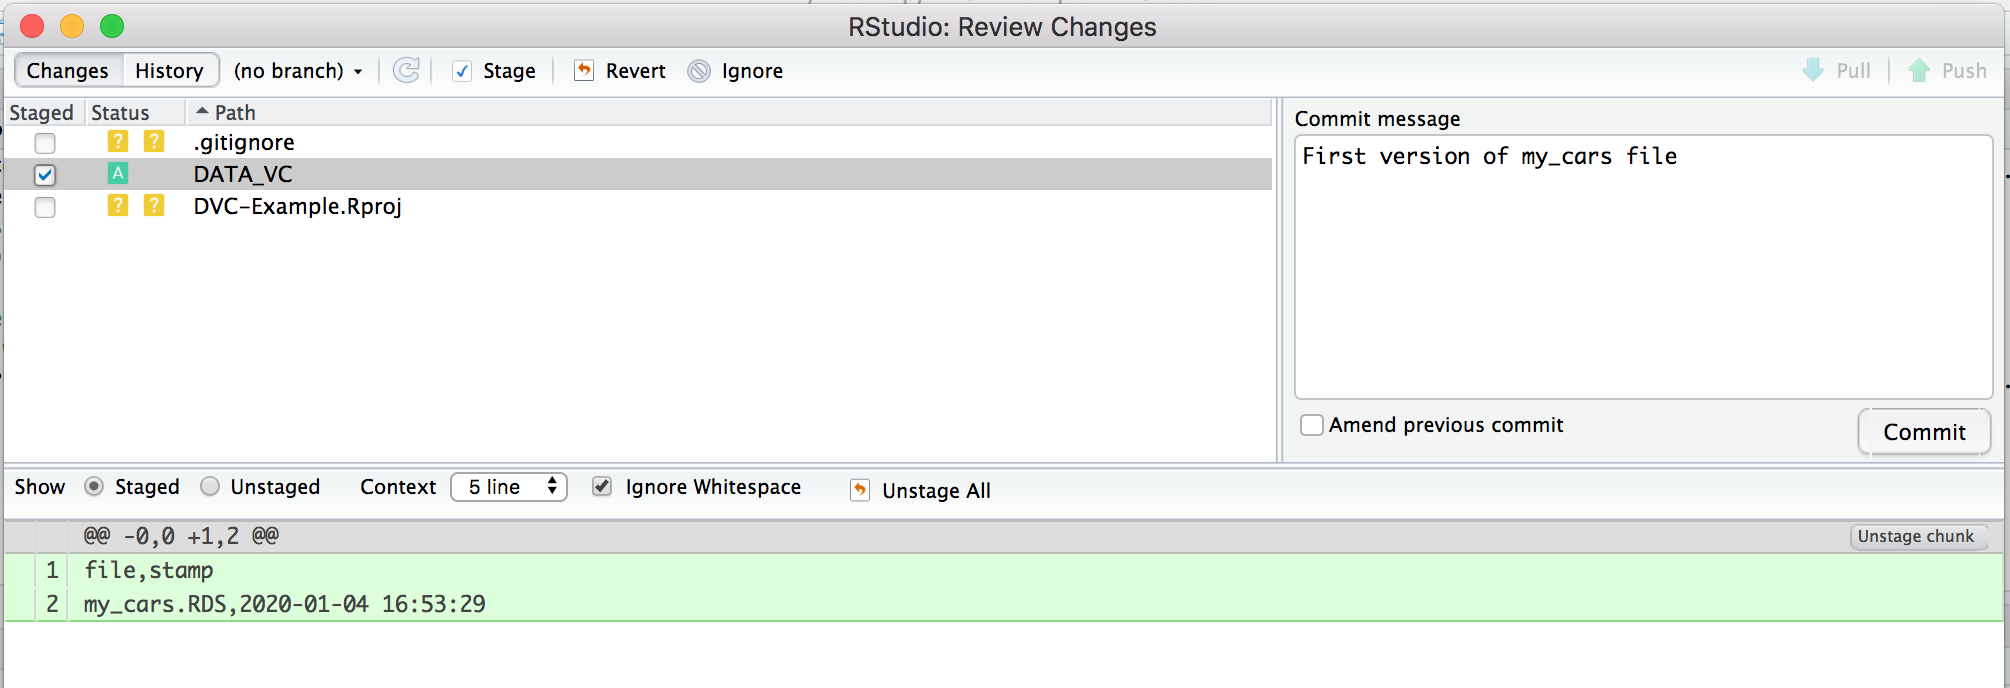 RStudio: Review Changes
Changes History (no branch) Stage Revert Ignore Pull Push
Staged Status Path
? ? .gitignore
A DATA_VC
? ? DVC-Example.Rproj
Commit message
First version of my_cars file
Amend previous commit
Commit
Show Staged Unstaged Context 5 line Ignore Whitespace Unstage All
@@ -0,0 +1,2 @@ Unstage chunk
1 file,stamp
2 my_cars.RDS,2020-01-04 16:53:29